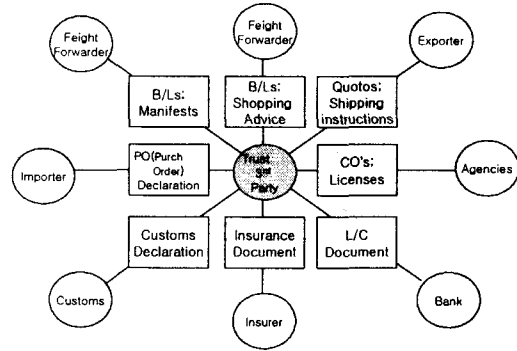 Feight
Forwarder
Feight
Forwarder
Exporter
B/Ls;
Manifests
B/Ls;
Shopping
Advice
Quotos;
Shipping
instructions
Importer
PO(Purch
Order)
Declaration
Trust
3rd
Party
CO's;
Licenses
Agencies
Customs
Declaration
Insurance
Document
L/C
Document
Customs
Insurer
Bank